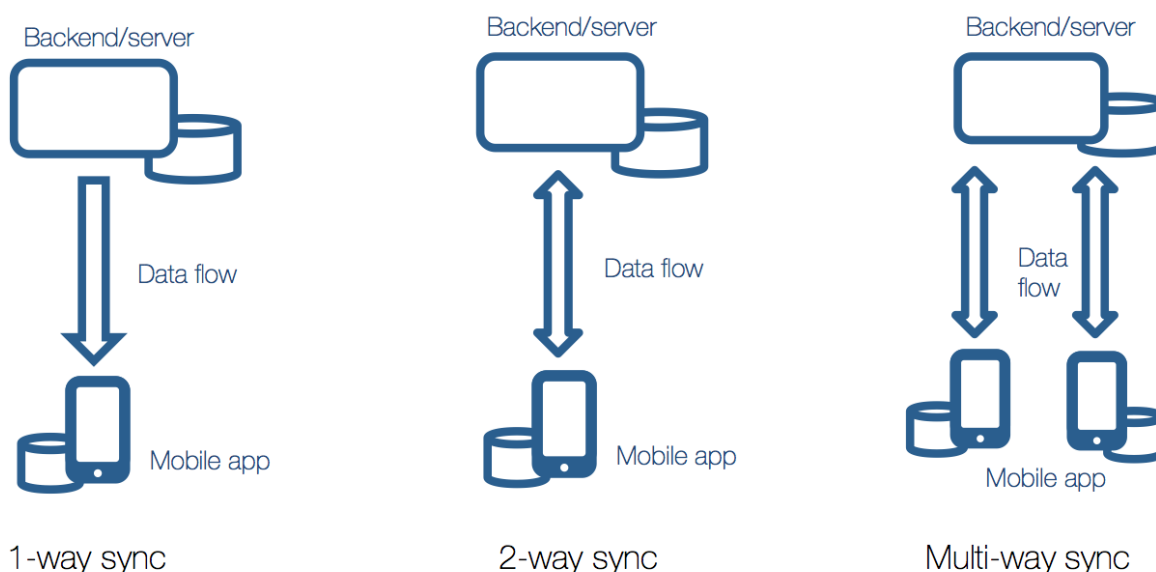 Backend/server
Data flow
Mobile app
1-way sync
Backend/server
Data flow
Mobile app
2-way sync
Backend/server
Data
flow
Mobile app
Multi-way sync